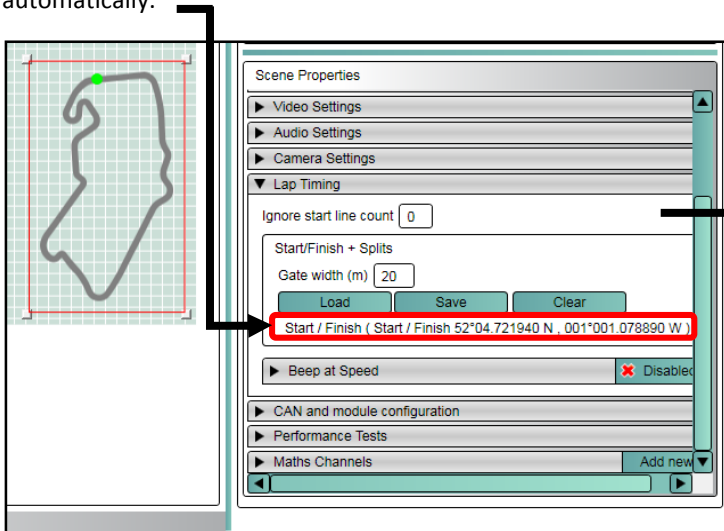 automatically.
Scene Properties
Video Settings
Audio Settings
Camera Settings
Lap Timing
Ignore start line count 0
Start/Finish + Splits
Gate width (m) 20
Load Save Clear
Start / Finish ( Start / Finish 52°04.721940 N , 001°001.078890 W )
Beep at Speed Disabled
CAN and module configuration
Performance Tests
Maths Channels Add new